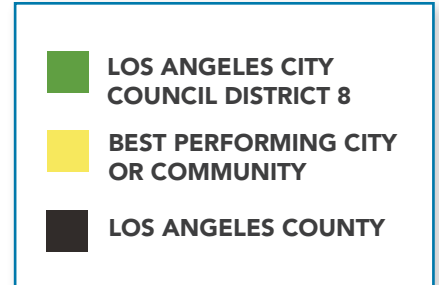 LOS ANGELES CITY
COUNCIL DISTRICT 8
BEST PERFORMING CITY
OR COMMUNITY
LOS ANGELES COUNTY